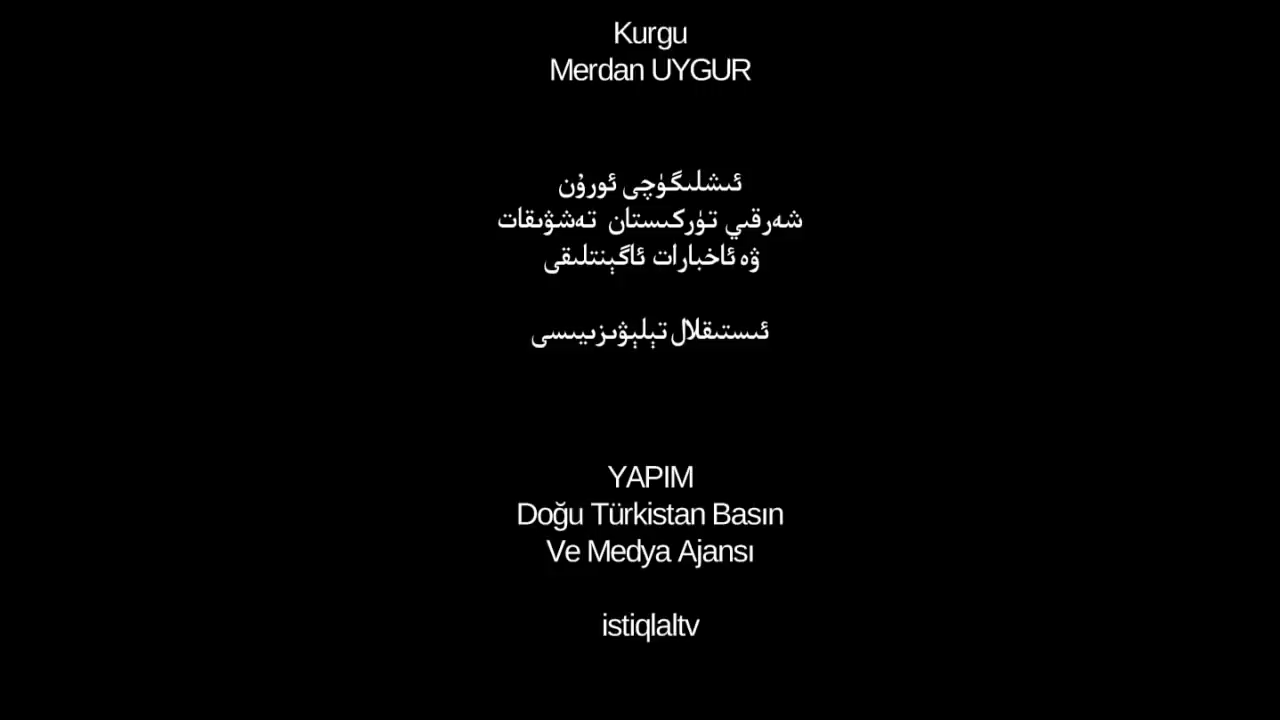 Kurgu
Merdan UYGUR
ئىشلىگۈچى ئورۇن
شەرقىي تۈركىستان تەشۋىقات
ۋە ئاخبارات ئاگېنتلىقى
ئىستىقلال تېلېۋىزىيىسى
YAPIM
Doğu Türkistan Basın
Ve Medya Ajansı
istiqlaltv